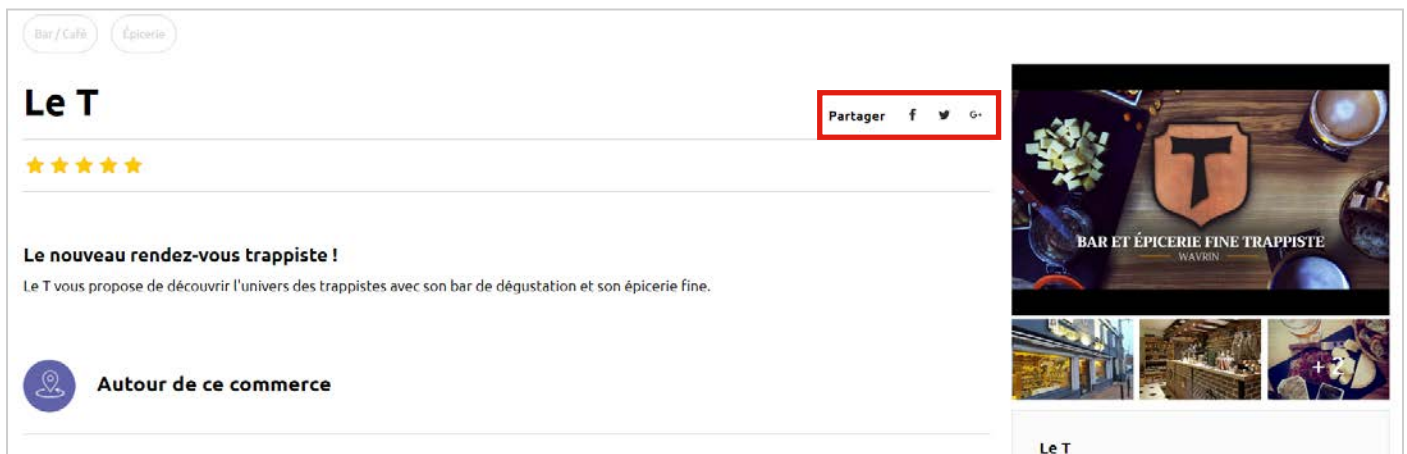 Bar / Café
Épicerie
Le T
Partager
G+
Le nouveau rendez-vous trappiste !
Le T vous propose de découvrir l'univers des trappistes avec son bar de dégustation et son épicerie fine.
Autour de ce commerce
T
BAR ET ÉPICERIE FINE TRAPPISTE
WAVRIN
+ 2
Le T